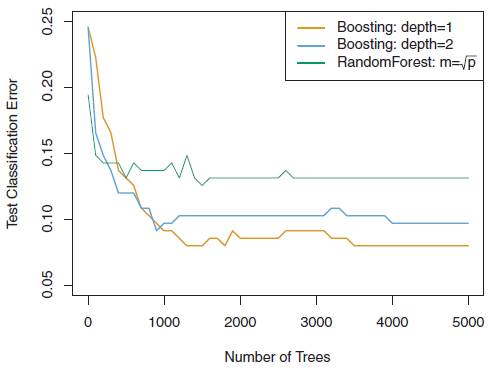 Boosting: depth=1
Boosting: depth=2
RandomForest: m=√p
Test Classification Error
0.25
0.20
0.15
0.10
0.05
0 1000 2000 3000 4000 5000
Number of Trees